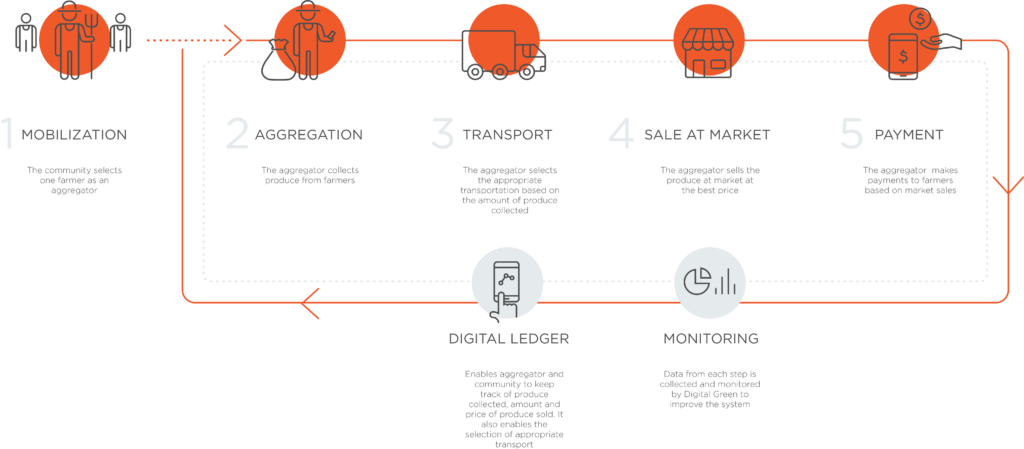 1 MOBILIZATION
The community selects
one farmer as an
aggregator
2 AGGREGATION
The aggregator collects
produce from farmers
3 TRANSPORT
The aggregator selects
the appropriate
transportation based on
the amount of produce
collected
4 SALE AT MARKET
The aggregator sells the
produce at market at
the best price
5 PAYMENT
The aggregator makes
payments to farmers
based on market sales
$
$
DIGITAL LEDGER
Enables aggregator and
community to keep
track of produce
collected, amount and
price of produce sold. It
also enables the
selection of appropriate
transport
MONITORING
Data from each step is
collected and monitored
by Digital Green to
improve the system